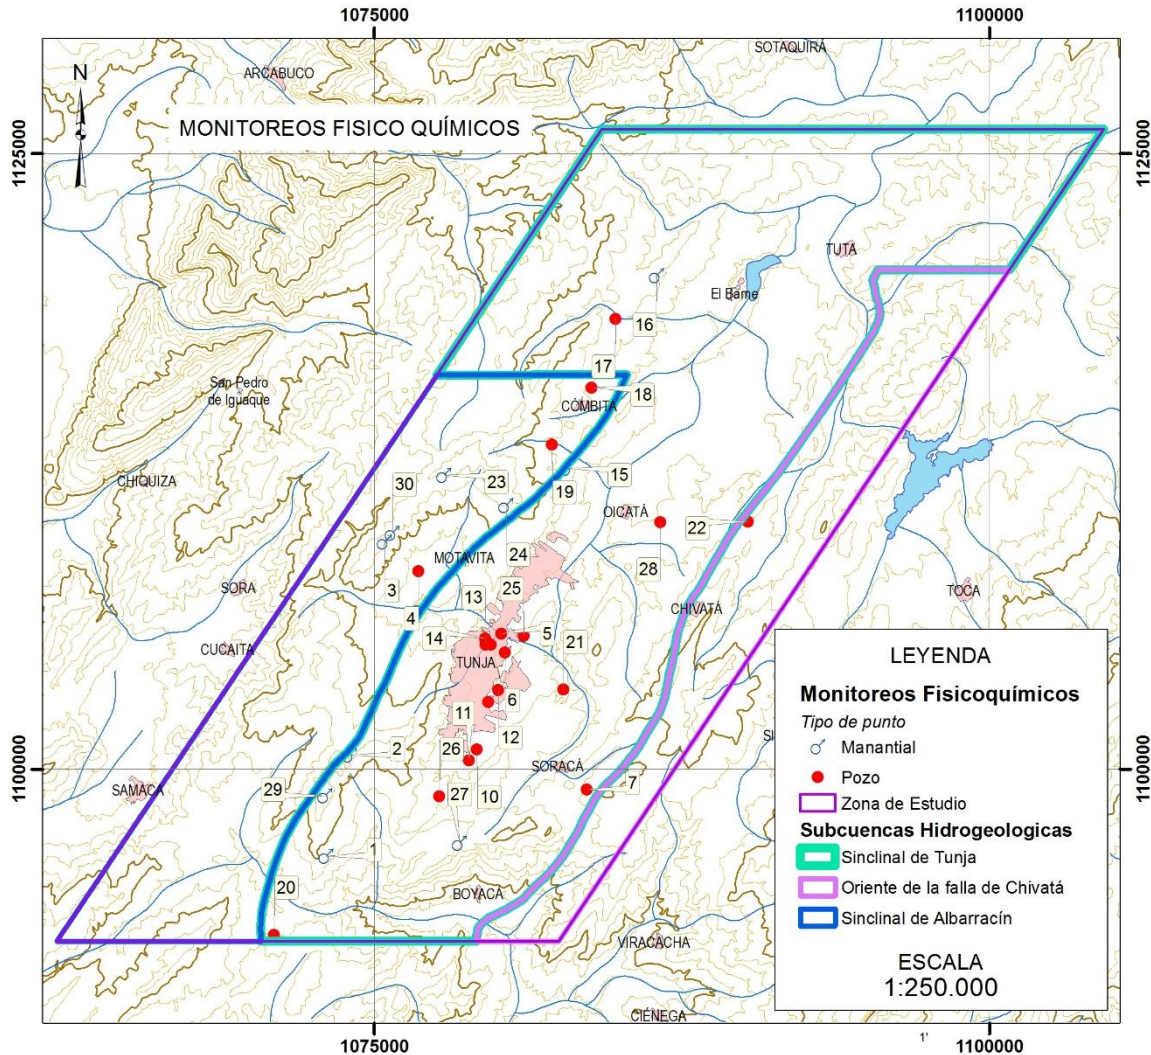 1075000
1100000
SOTAQUIRA
ARCABUCO
N
MONITOREOS FISICO QUÍMICOS
1125000
1125000
TUTA
El Barne
16
San Pedro
de Iguaque
17
18
CÓMBITA
CHIQUIZA
30
23
15
19
OICATÁ
22
MOTAVITA
24
28
SORA
3
13
25
TOCA
4
CHIVATÁ
14
5
21
CUCAITA
TUNJA
6
11
12
2
26
SORACÁ
7
1100000
1100000
SAMACA
29
27
10
1
20
BOYACÁ
VIRACACHA
CIÉNEGA
LEYENDA
Monitoreos Fisicoquímicos
Tipo de punto
Manantial
Pozo
Zona de Estudio
Subcuencas Hidrogeologicas
Sinclinal de Tunja
Oriente de la falla de Chivatá
Sinclinal de Albarracín
ESCALA
1:250.000
1'
1075000
1100000